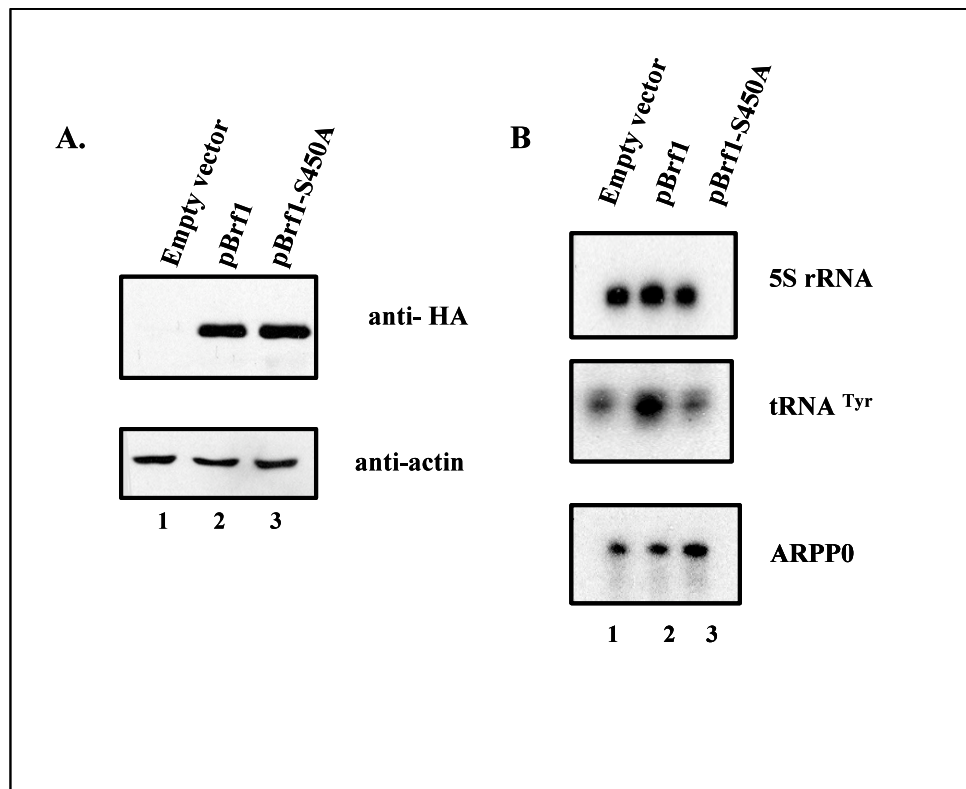 A.
Empty vector
pBrf1
pBrf1-S450A
anti- HA
anti-actin
1 2 3
B
Empty vector
pBrf1
pBrf1-S450A
5S rRNA
tRNA Tyr
ARPP0
1 2 3